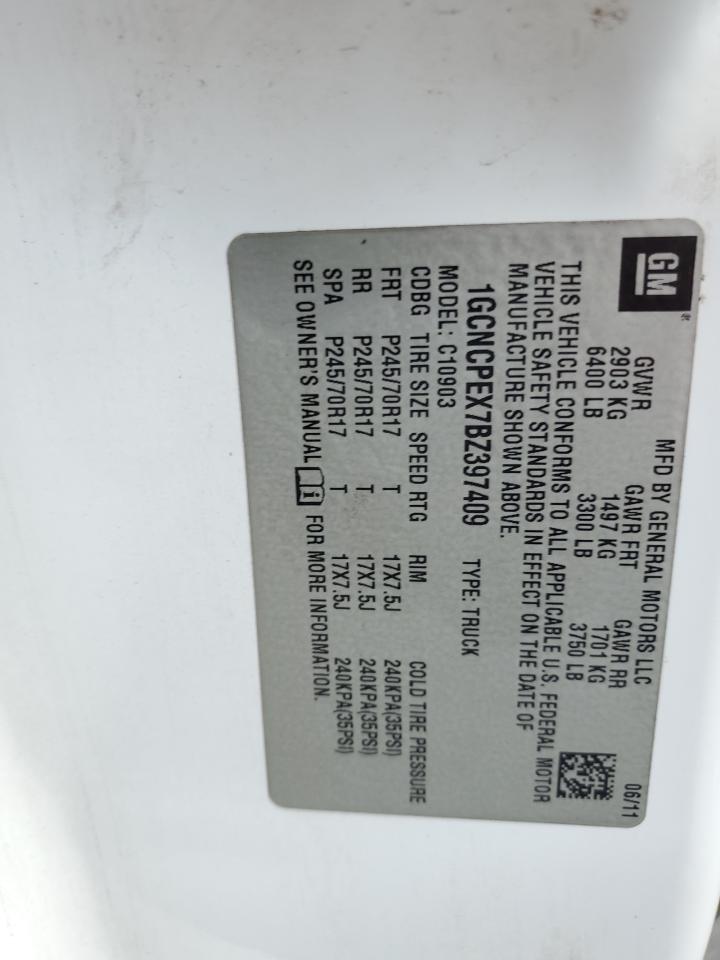 GM®
MFD BY GENERAL MOTORS LLC 06/11
GVWR GAWR FRT GAWR RR
2903 KG 1497 KG 1701 KG
6400 LB 3300 LB 3750 LB
THIS VEHICLE CONFORMS TO ALL APPLICABLE U.S. FEDERAL MOTOR
VEHICLE SAFETY STANDARDS IN EFFECT ON THE DATE OF
MANUFACTURE SHOWN ABOVE.
1GCNCPEX7BZ397409 TYPE: TRUCK
MODEL: C10903
CDBG TIRE SIZE SPEED RTG RIM COLD TIRE PRESSURE
FRT P245/70R17 T 17X7.5J 240KPA(35PSI)
RR P245/70R17 T 17X7.5J 240KPA(35PSI)
SPA P245/70R17 T 17X7.5J 240KPA(35PSI)
SEE OWNER'S MANUAL i FOR MORE INFORMATION.